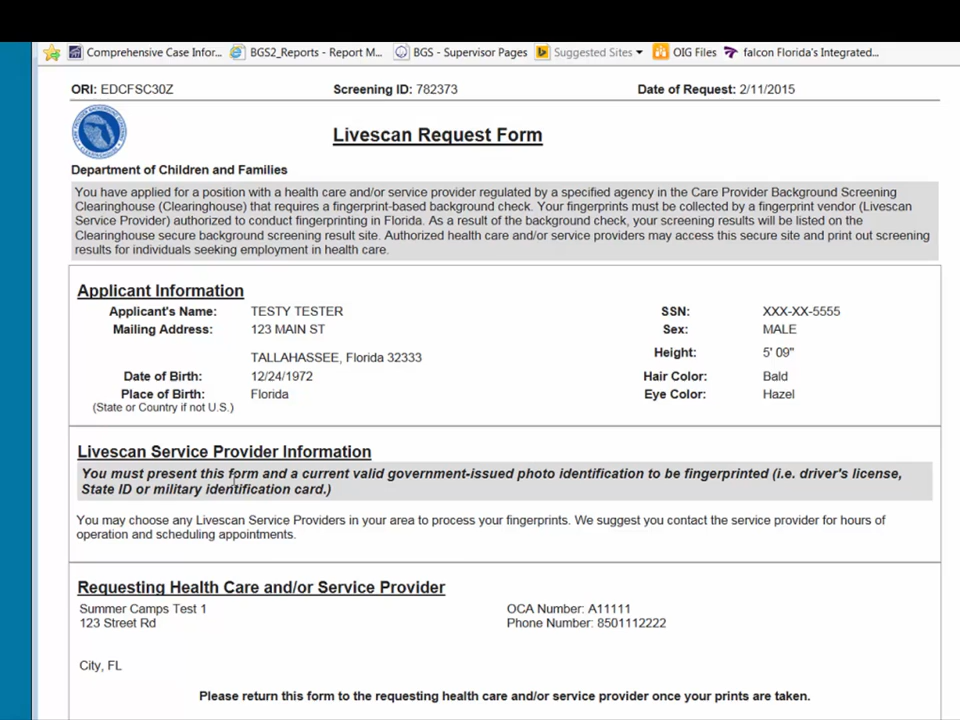 Comprehensive Case Infor... BGS2_Reports - Report M... BGS - Supervisor Pages Suggested Sites OIG Files falcon Florida's Integrated...
ORI: EDCFSC30Z Screening ID: 782373 Date of Request: 2/11/2015
Livescan Request Form
Department of Children and Families
You have applied for a position with a health care and/or service provider regulated by a specified agency in the Care Provider Background Screening
Clearinghouse (Clearinghouse) that requires a fingerprint-based background check. Your fingerprints must be collected by a fingerprint vendor (Livescan
Service Provider) authorized to conduct fingerprinting in Florida. As a result of the background check, your screening results will be listed on the
Clearinghouse secure background screening result site. Authorized health care and/or service providers may access this secure site and print out screening
results for individuals seeking employment in health care.
Applicant Information
Applicant's Name: TESTY TESTER SSN: XXX-XX-5555
Mailing Address: 123 MAIN ST Sex: MALE
TALLAHASSEE, Florida 32333 Height: 5' 09"
Date of Birth: 12/24/1972 Hair Color: Bald
Place of Birth: Florida Eye Color: Hazel
(State or Country if not U.S.)
Livescan Service Provider Information
You must present this form and a current valid government-issued photo identification to be fingerprinted (i.e. driver's license,
State ID or military identification card.)
You may choose any Livescan Service Providers in your area to process your fingerprints. We suggest you contact the service provider for hours of
operation and scheduling appointments.
Requesting Health Care and/or Service Provider
Summer Camps Test 1 OCA Number: A11111
123 Street Rd Phone Number: 8501112222
City, FL
Please return this form to the requesting health care and/or service provider once your prints are taken.